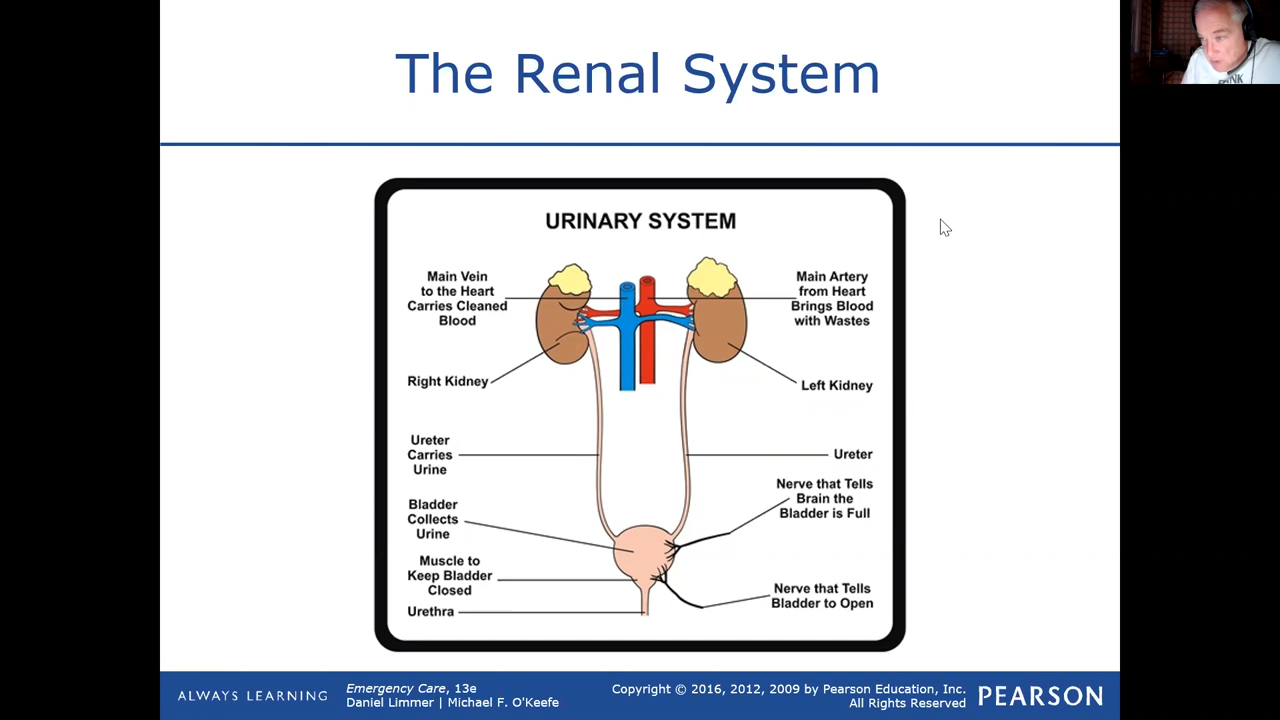 The Renal System
URINARY SYSTEM
Main Vein
to the Heart
Carries Cleaned
Blood
Main Artery
from Heart
Brings Blood
with Wastes
Right Kidney
Left Kidney
Ureter
Carries
Urine
Ureter
Bladder
Collects
Urine
Nerve that Tells
Brain the
Bladder is Full
Muscle to
Keep Bladder
Closed
Nerve that Tells
Bladder to Open
Urethra
ALWAYS LEARNING
Emergency Care, 13e
Daniel Limmer | Michael F. O'Keefe
Copyright © 2016, 2012, 2009 by Pearson Education, Inc.
All Rights Reserved
PEARSON